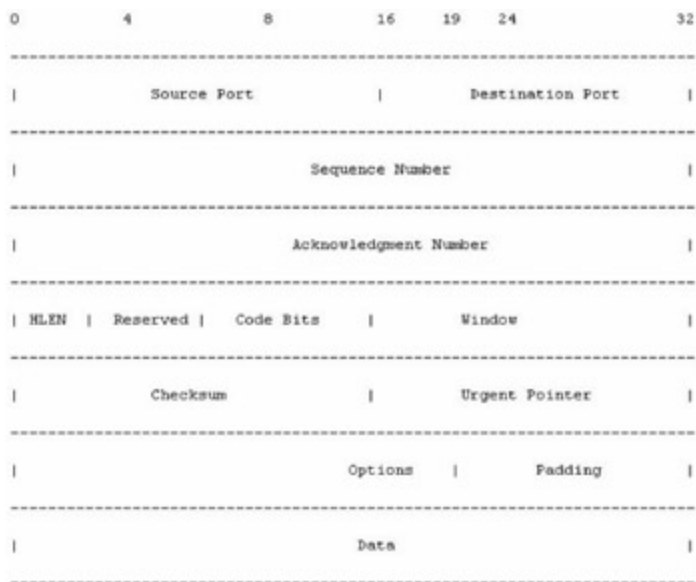 0 4 8 16 19 24 32
----------------------------------------------------------------
| Source Port | Destination Port |
----------------------------------------------------------------
| Sequence Number |
----------------------------------------------------------------
| Acknowledgment Number |
----------------------------------------------------------------
| HLEN | Reserved | Code Bits | Window |
----------------------------------------------------------------
| Checksum | Urgent Pointer |
----------------------------------------------------------------
| Options | Padding |
----------------------------------------------------------------
| Data |
----------------------------------------------------------------